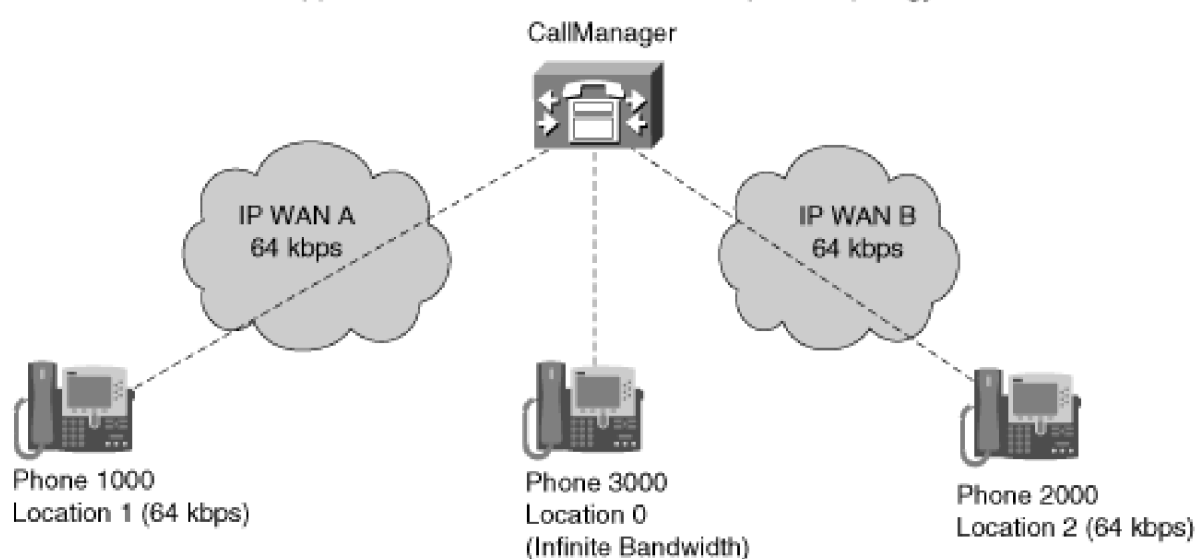 CallManager
IP WAN A
64 kbps
IP WAN B
64 kbps
Phone 1000
Location 1 (64 kbps)
Phone 3000
Location 0
(Infinite Bandwidth)
Phone 2000
Location 2 (64 kbps)